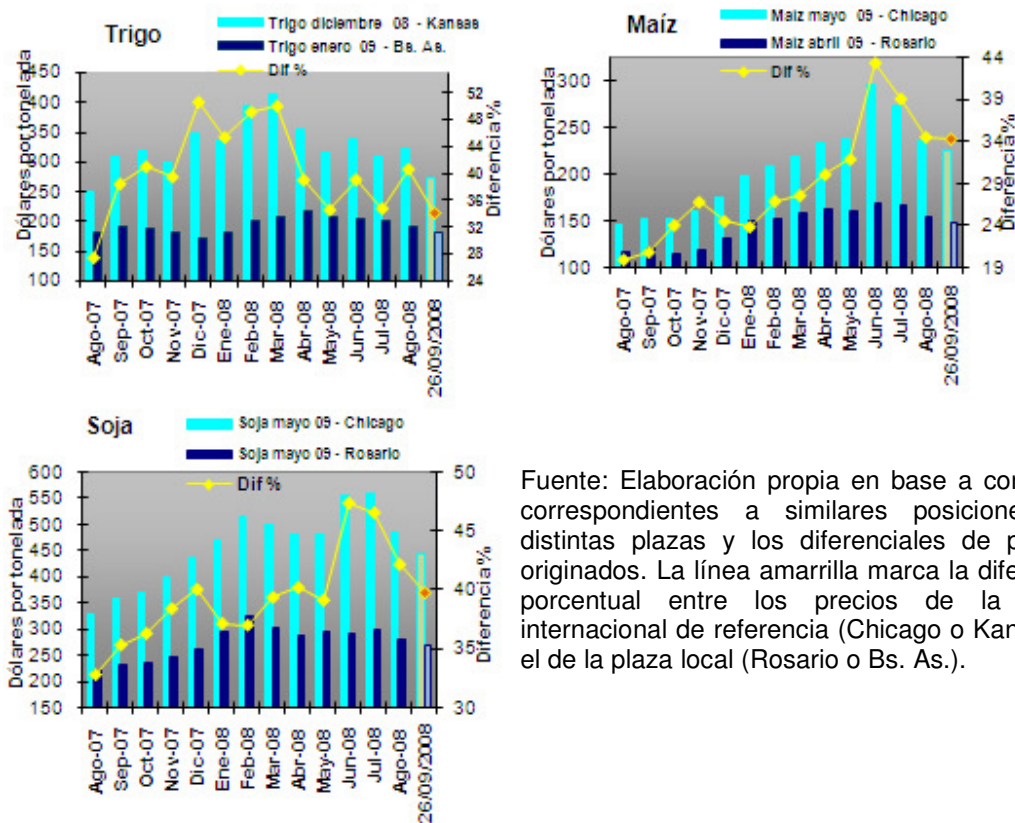 Trigo
Trigo diciembre 08 - Kansas
Trigo enero 09 - Bs. As.
Dif %
Dólares por tonelada
450
400
350
300
250
200
150
100
Diferencia%
52
48
44
40
36
32
28
24
Ago-07
Sep-07
Oct-07
Nov-07
Dic-07
Ene-08
Feb-08
Mar-08
Abr-08
May-08
Jun-08
Jul-08
Ago-08
26/09/2008
Maíz
Maiz mayo 09 - Chicago
Maiz abril 09 - Rosario
Dif %
Dólares por tonelada
300
250
200
150
100
Diferencia%
44
39
34
29
24
19
Ago-07
Sep-07
Oct-07
Nov-07
Dic-07
Ene-08
Feb-08
Mar-08
Abr-08
May-08
Jun-08
Jul-08
Ago-08
26/09/2008
Soja
Soja mayo 09 - Chicago
Soja mayo 09 - Rosario
Dif %
Dólares por tonelada
600
550
500
450
400
350
300
250
200
150
Diferencia%
50
45
40
35
30
Ago-07
Sep-07
Oct-07
Nov-07
Dic-07
Ene-08
Feb-08
Mar-08
Abr-08
May-08
Jun-08
Jul-08
Ago-08
26/09/2008
Fuente: Elaboración propia en base a
correspondientes a similares
distintas plazas y los diferenciales de
originados. La línea amarrilla marca la
porcentual entre los precios de la
internacional de referencia (Chicago o
el de la plaza local (Rosario o Bs. As.).